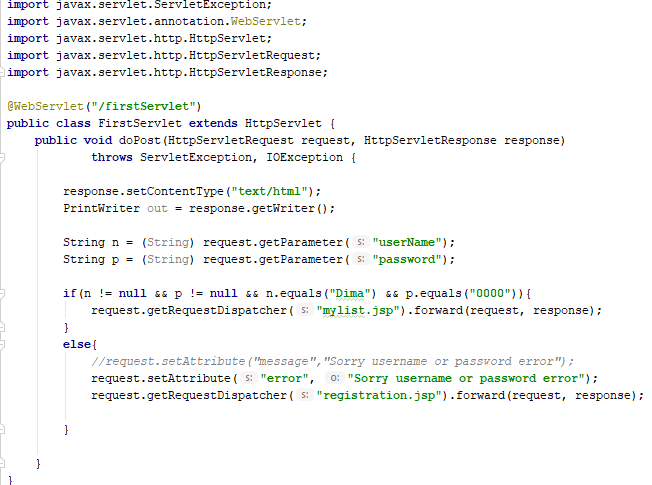 import javax.servlet.ServletException;
import javax.servlet.annotation.WebServlet;
import javax.servlet.http.HttpServlet;
import javax.servlet.http.HttpServletRequest;
import javax.servlet.http.HttpServletResponse;
@WebServlet("/firstServlet")
public class FirstServlet extends HttpServlet {
public void doPost(HttpServletRequest request, HttpServletResponse response)
throws ServletException, IOException {
response.setContentType("text/html");
PrintWriter out = response.getWriter();
String n = (String) request.getParameter( s: "userName");
String p = (String) request.getParameter( s: "password");
if(n != null && p != null && n.equals("Dima") && p.equals("0000")){
request.getRequestDispatcher( s: "mylist.jsp").forward(request, response);
}
else{
//request.setAttribute("message","Sorry username or password error");
request.setAttribute( s: "error", o: "Sorry username or password error");
request.getRequestDispatcher( s: "registration.jsp").forward(request, response);
}
}
}